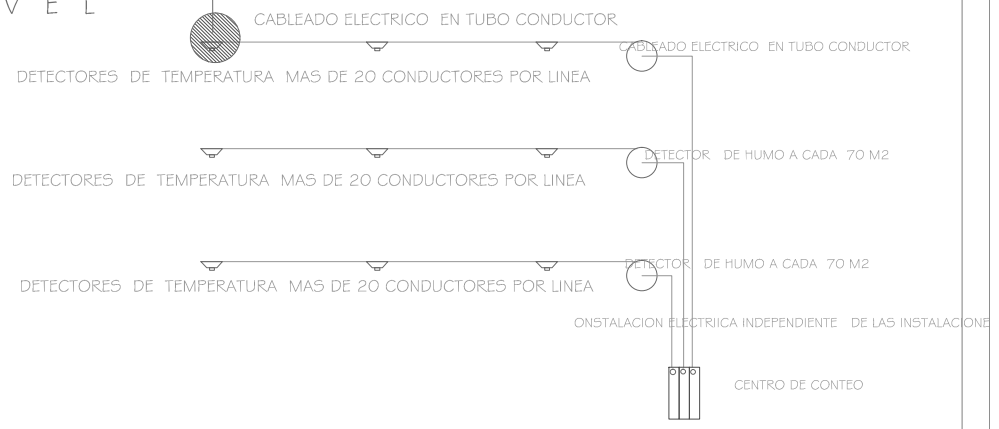 V E L
CABLEADO ELECTRICO EN TUBO CONDUCTOR
CABLEADO ELECTRICO EN TUBO CONDUCTOR
DETECTORES DE TEMPERATURA MAS DE 20 CONDUCTORES POR LINEA
DETECTOR DE HUMO A CADA 70 M2
DETECTORES DE TEMPERATURA MAS DE 20 CONDUCTORES POR LINEA
DETECTOR DE HUMO A CADA 70 M2
DETECTORES DE TEMPERATURA MAS DE 20 CONDUCTORES POR LINEA
ONSTALACION ELECTRIICA INDEPENDIENTE DE LAS INSTALACIONE
CENTRO DE CONTEO